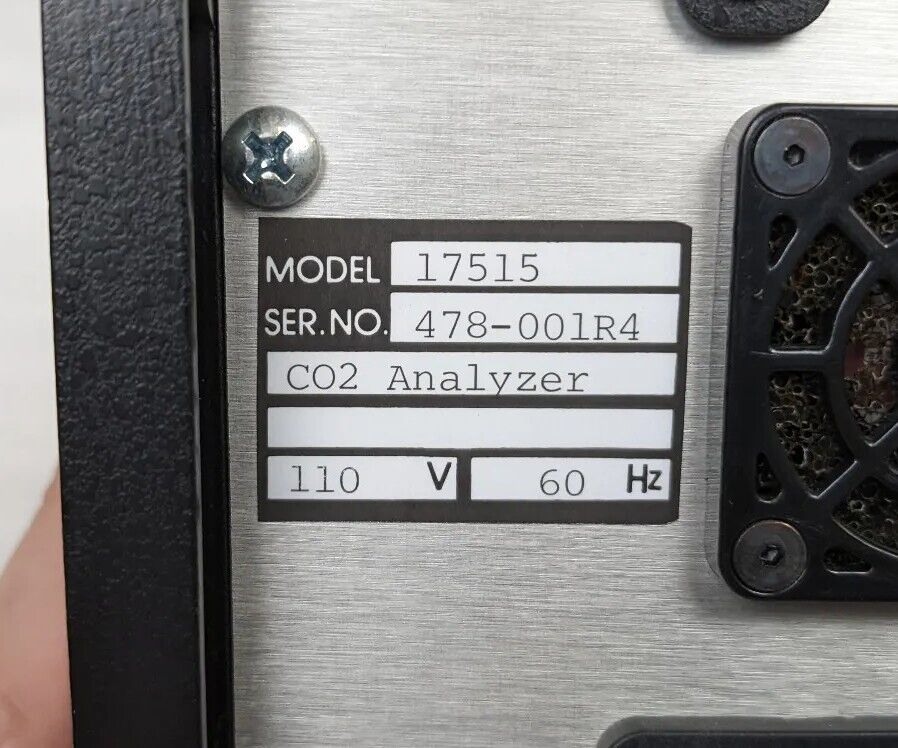 MODEL 17515
SER.NO. 478-001R4
CO2 Analyzer
110 V 60 Hz